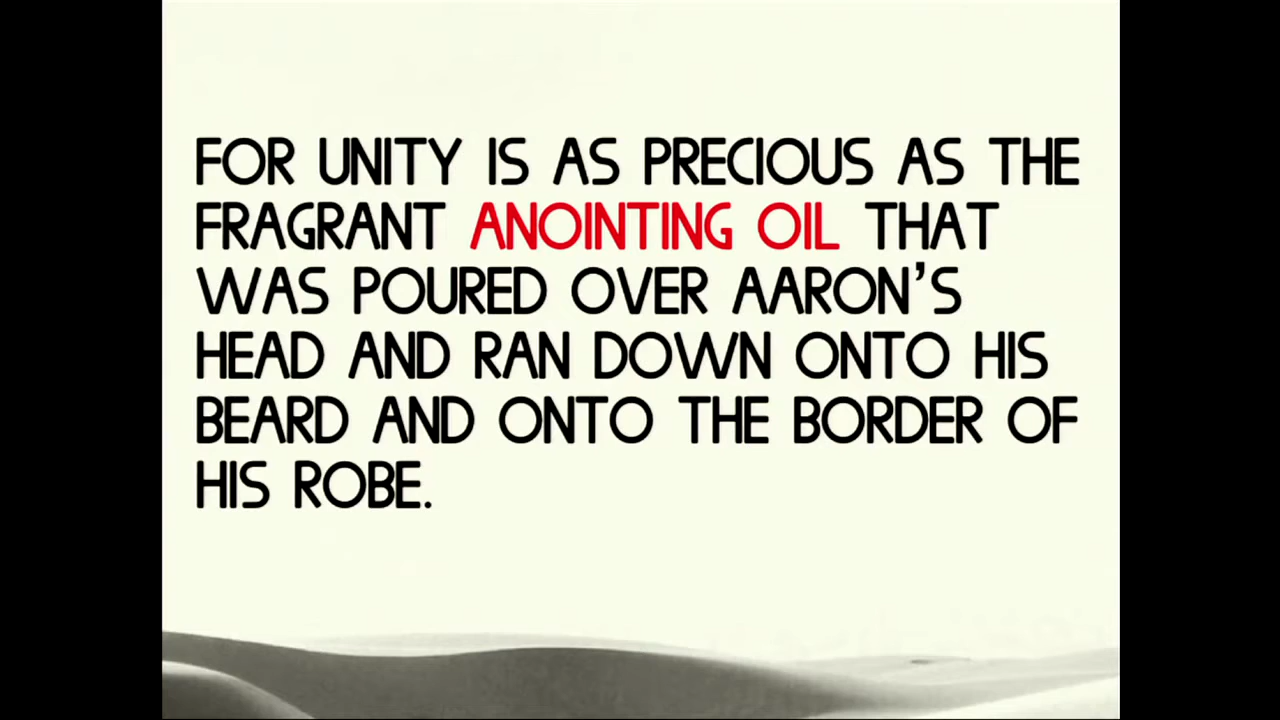 FOR UNITY IS AS PRECIOUS AS THE
FRAGRANT ANOINTING OIL THAT
WAS POURED OVER AARON'S
HEAD AND RAN DOWN ONTO HIS
BEARD AND ONTO THE BORDER OF
HIS ROBE.